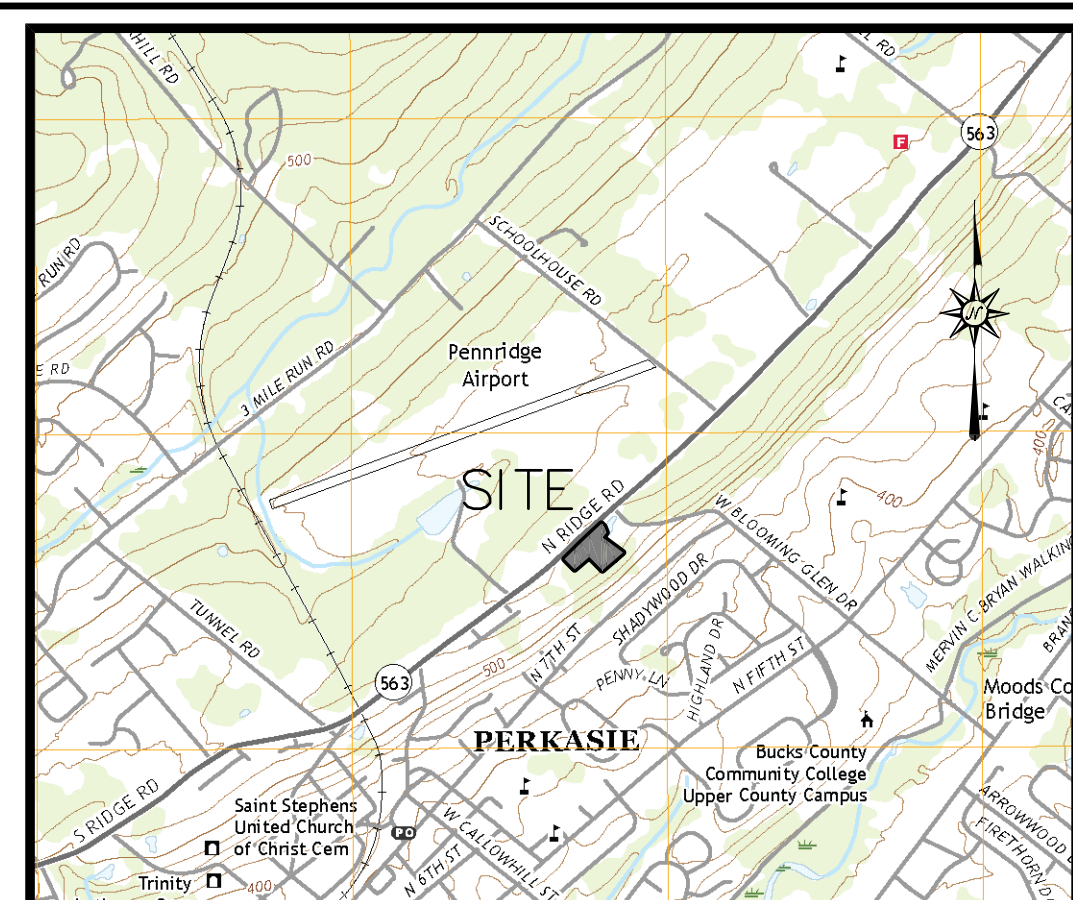 HILL RD
RD
563
F
500
SCHOOLHOUSE RD
RUN RD
N
Pennridge
Airport
RD
3 MILE RUN RD
400
SITE
N RIDGE RD
400
W BLOOMING GLEN DR
SHADYWOOD DR
MERVIN C BRYAN WALKIN
TUNNEL RD
N 7TH ST
HIGHLAND DR
N FIFTH ST
500
PENNY LN
563
Moods Co
Bridge
PERKASIE
Bucks County
Community College
Upper County Campus
S RIDGE RD
Saint Stephens
United Church
of Christ Cem
PO
W CALLOWHILL ST
N 6TH ST
ARROWWOOD
FIRETHORN D
Trinity
400